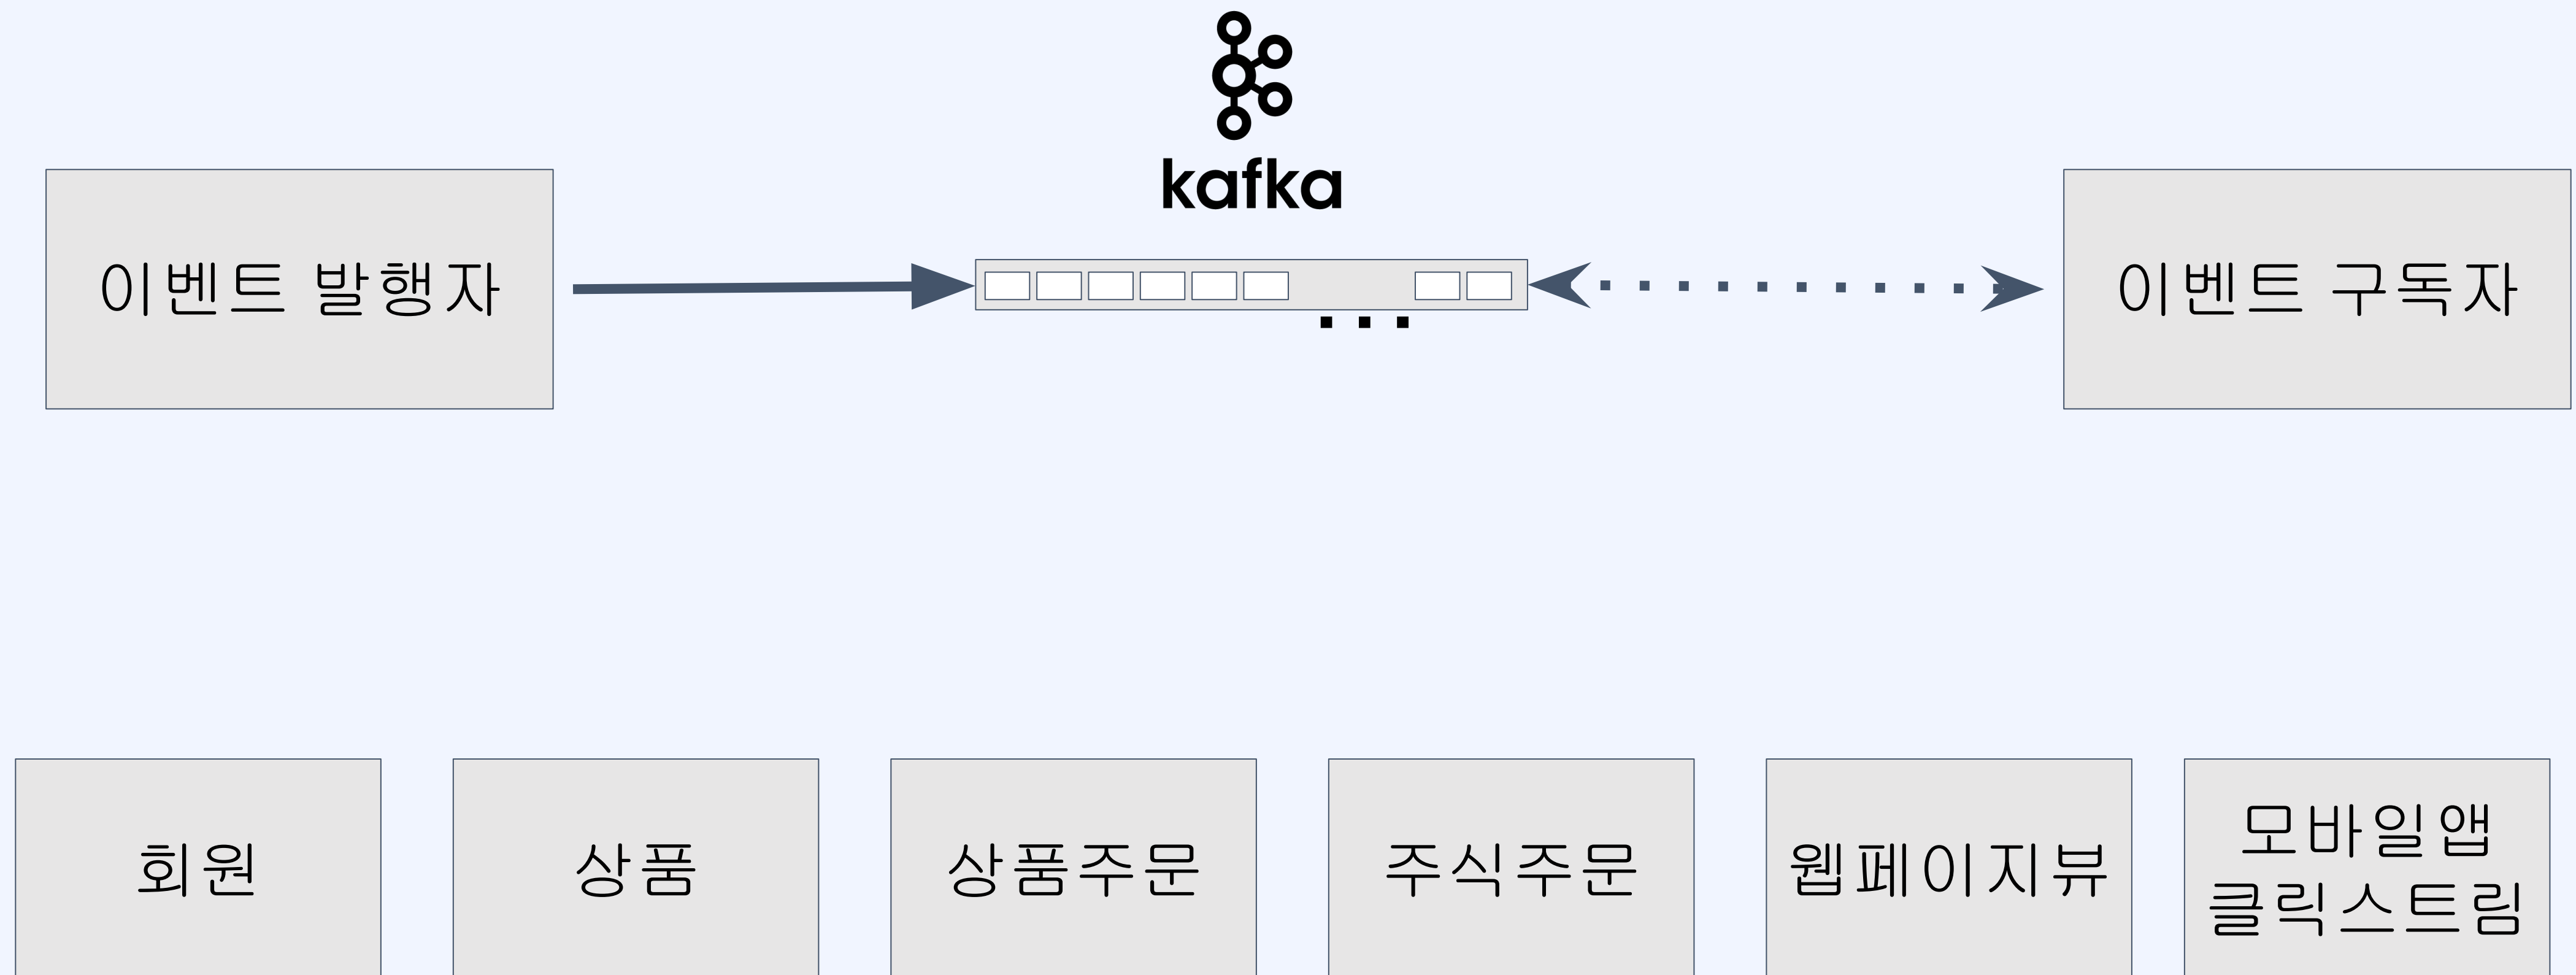 kafka
이벤트 발행자
...
이벤트 구독자
회원
상품
상품주문
주식주문
웹페이지뷰
모바일앱
클릭스트림